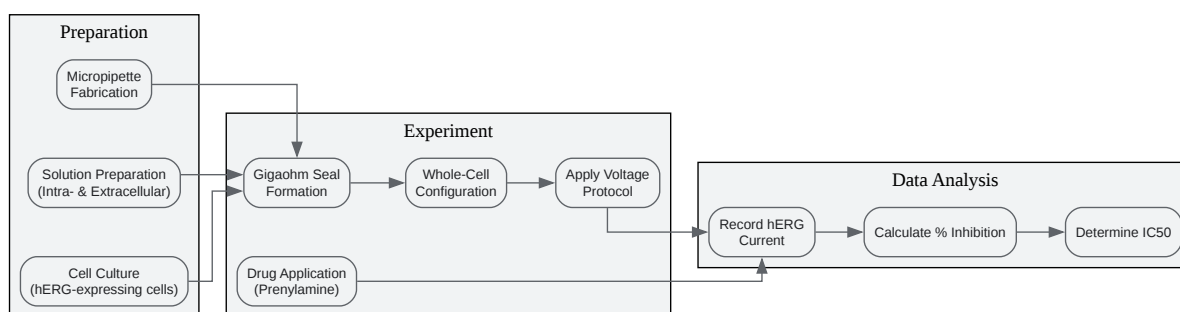 Preparation
Micropipette
Fabrication
Solution Preparation
(Intra- & Extracellular)
Cell Culture
(hERG-expressing cells)
Experiment
Gigaohm Seal
Formation
Whole-Cell
Configuration
Apply Voltage
Protocol
Drug Application
(Prenylamine)
Data Analysis
Record hERG
Current
Calculate % Inhibition
Determine IC50